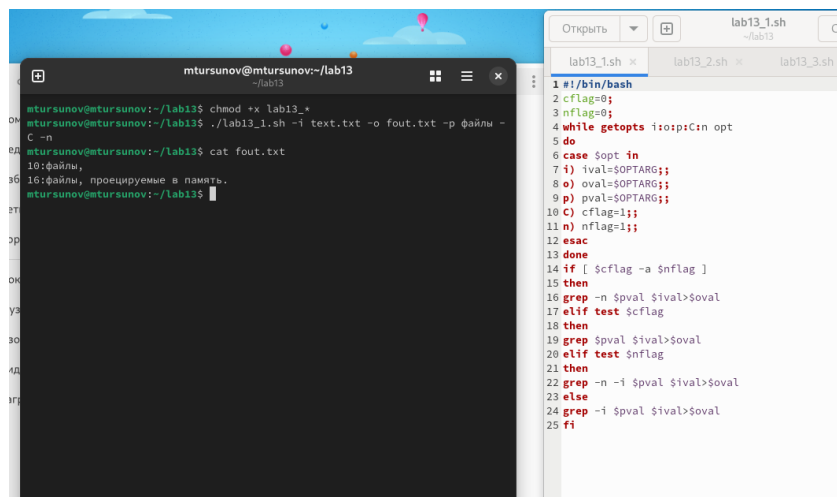 mtursunov@mtursunov:~/lab13
~/lab13
mtursunov@mtursunov:~/lab13$ chmod +x lab13_*
mtursunov@mtursunov:~/lab13$ ./lab13_1.sh -i text.txt -o fout.txt -p файлы -
C -n
mtursunov@mtursunov:~/lab13$ cat fout.txt
10:файлы,
16:файлы, проецируемые в память.
mtursunov@mtursunov:~/lab13$
Открыть
lab13_1.sh
~/lab13
lab13_1.sh ×
lab13_2.sh ×
lab13_3.sh
1 #!/bin/bash
2 cflag=0;
3 nflag=0;
4 while getopts i:o:p:C:n opt
5 do
6 case $opt in
7 i) ival=$OPTARG;;
8 o) oval=$OPTARG;;
9 p) pval=$OPTARG;;
10 C) cflag=1;;
11 n) nflag=1;;
12 esac
13 done
14 if [ $cflag -a $nflag ]
15 then
16 grep -n $pval $ival>$oval
17 elif test $cflag
18 then
19 grep $pval $ival>$oval
20 elif test $nflag
21 then
22 grep -n -i $pval $ival>$oval
23 else
24 grep -i $pval $ival>$oval
25 fi